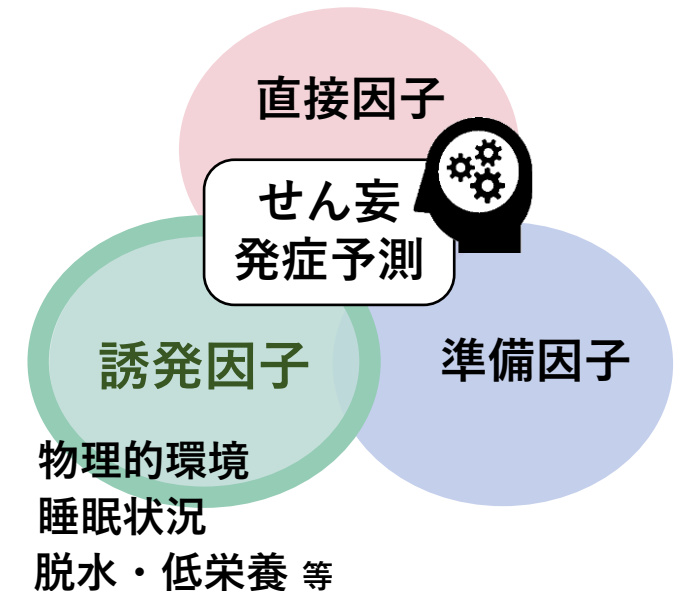 直接因子
せん妄
発症予測
誘発因子
準備因子
物理的環境
睡眠状況
脱水・低栄養 等